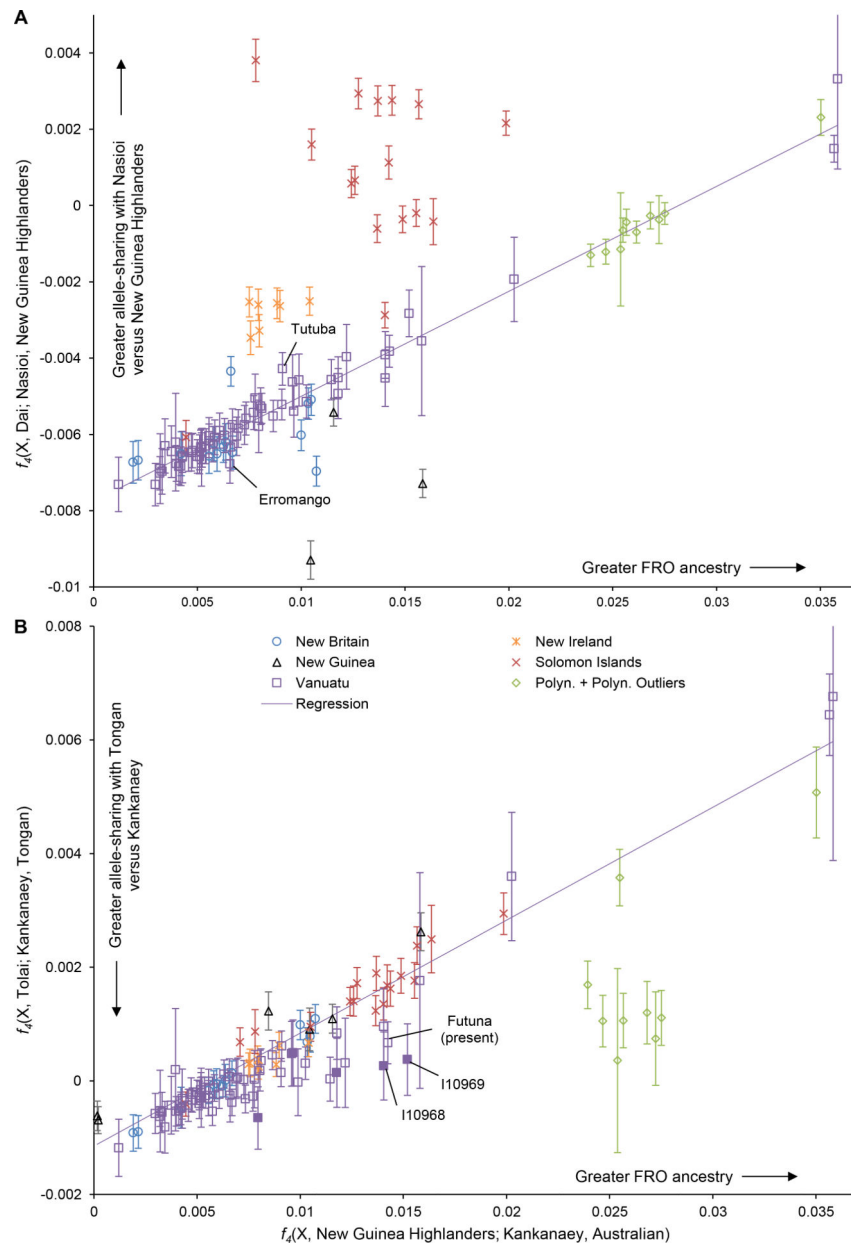 A
0.004
0.002
0
-0.002
-0.004
-0.006
-0.008
-0.01
f4(X, Dai; Nasioi, New Guinea Highlanders)
Greater allele-sharing with Nasioi
versus New Guinea Highlanders
Tutuba
Erromango
Greater FRO ancestry
0 0.005 0.01 0.015 0.02 0.025 0.03 0.035
B
0.008
0.006
0.004
0.002
0
-0.002
f4(X, Tolai; Kankanaey, Tongan)
Greater allele-sharing with Tongan
versus Kankanaey
New Britain
New Ireland
New Guinea
Solomon Islands
Vanuatu
Polyn. + Polyn. Outliers
Regression
Futuna
(present)
I10969
I10968
Greater FRO ancestry
0 0.005 0.01 0.015 0.02 0.025 0.03 0.035
f4(X, New Guinea Highlanders; Kankanaey, Australian)